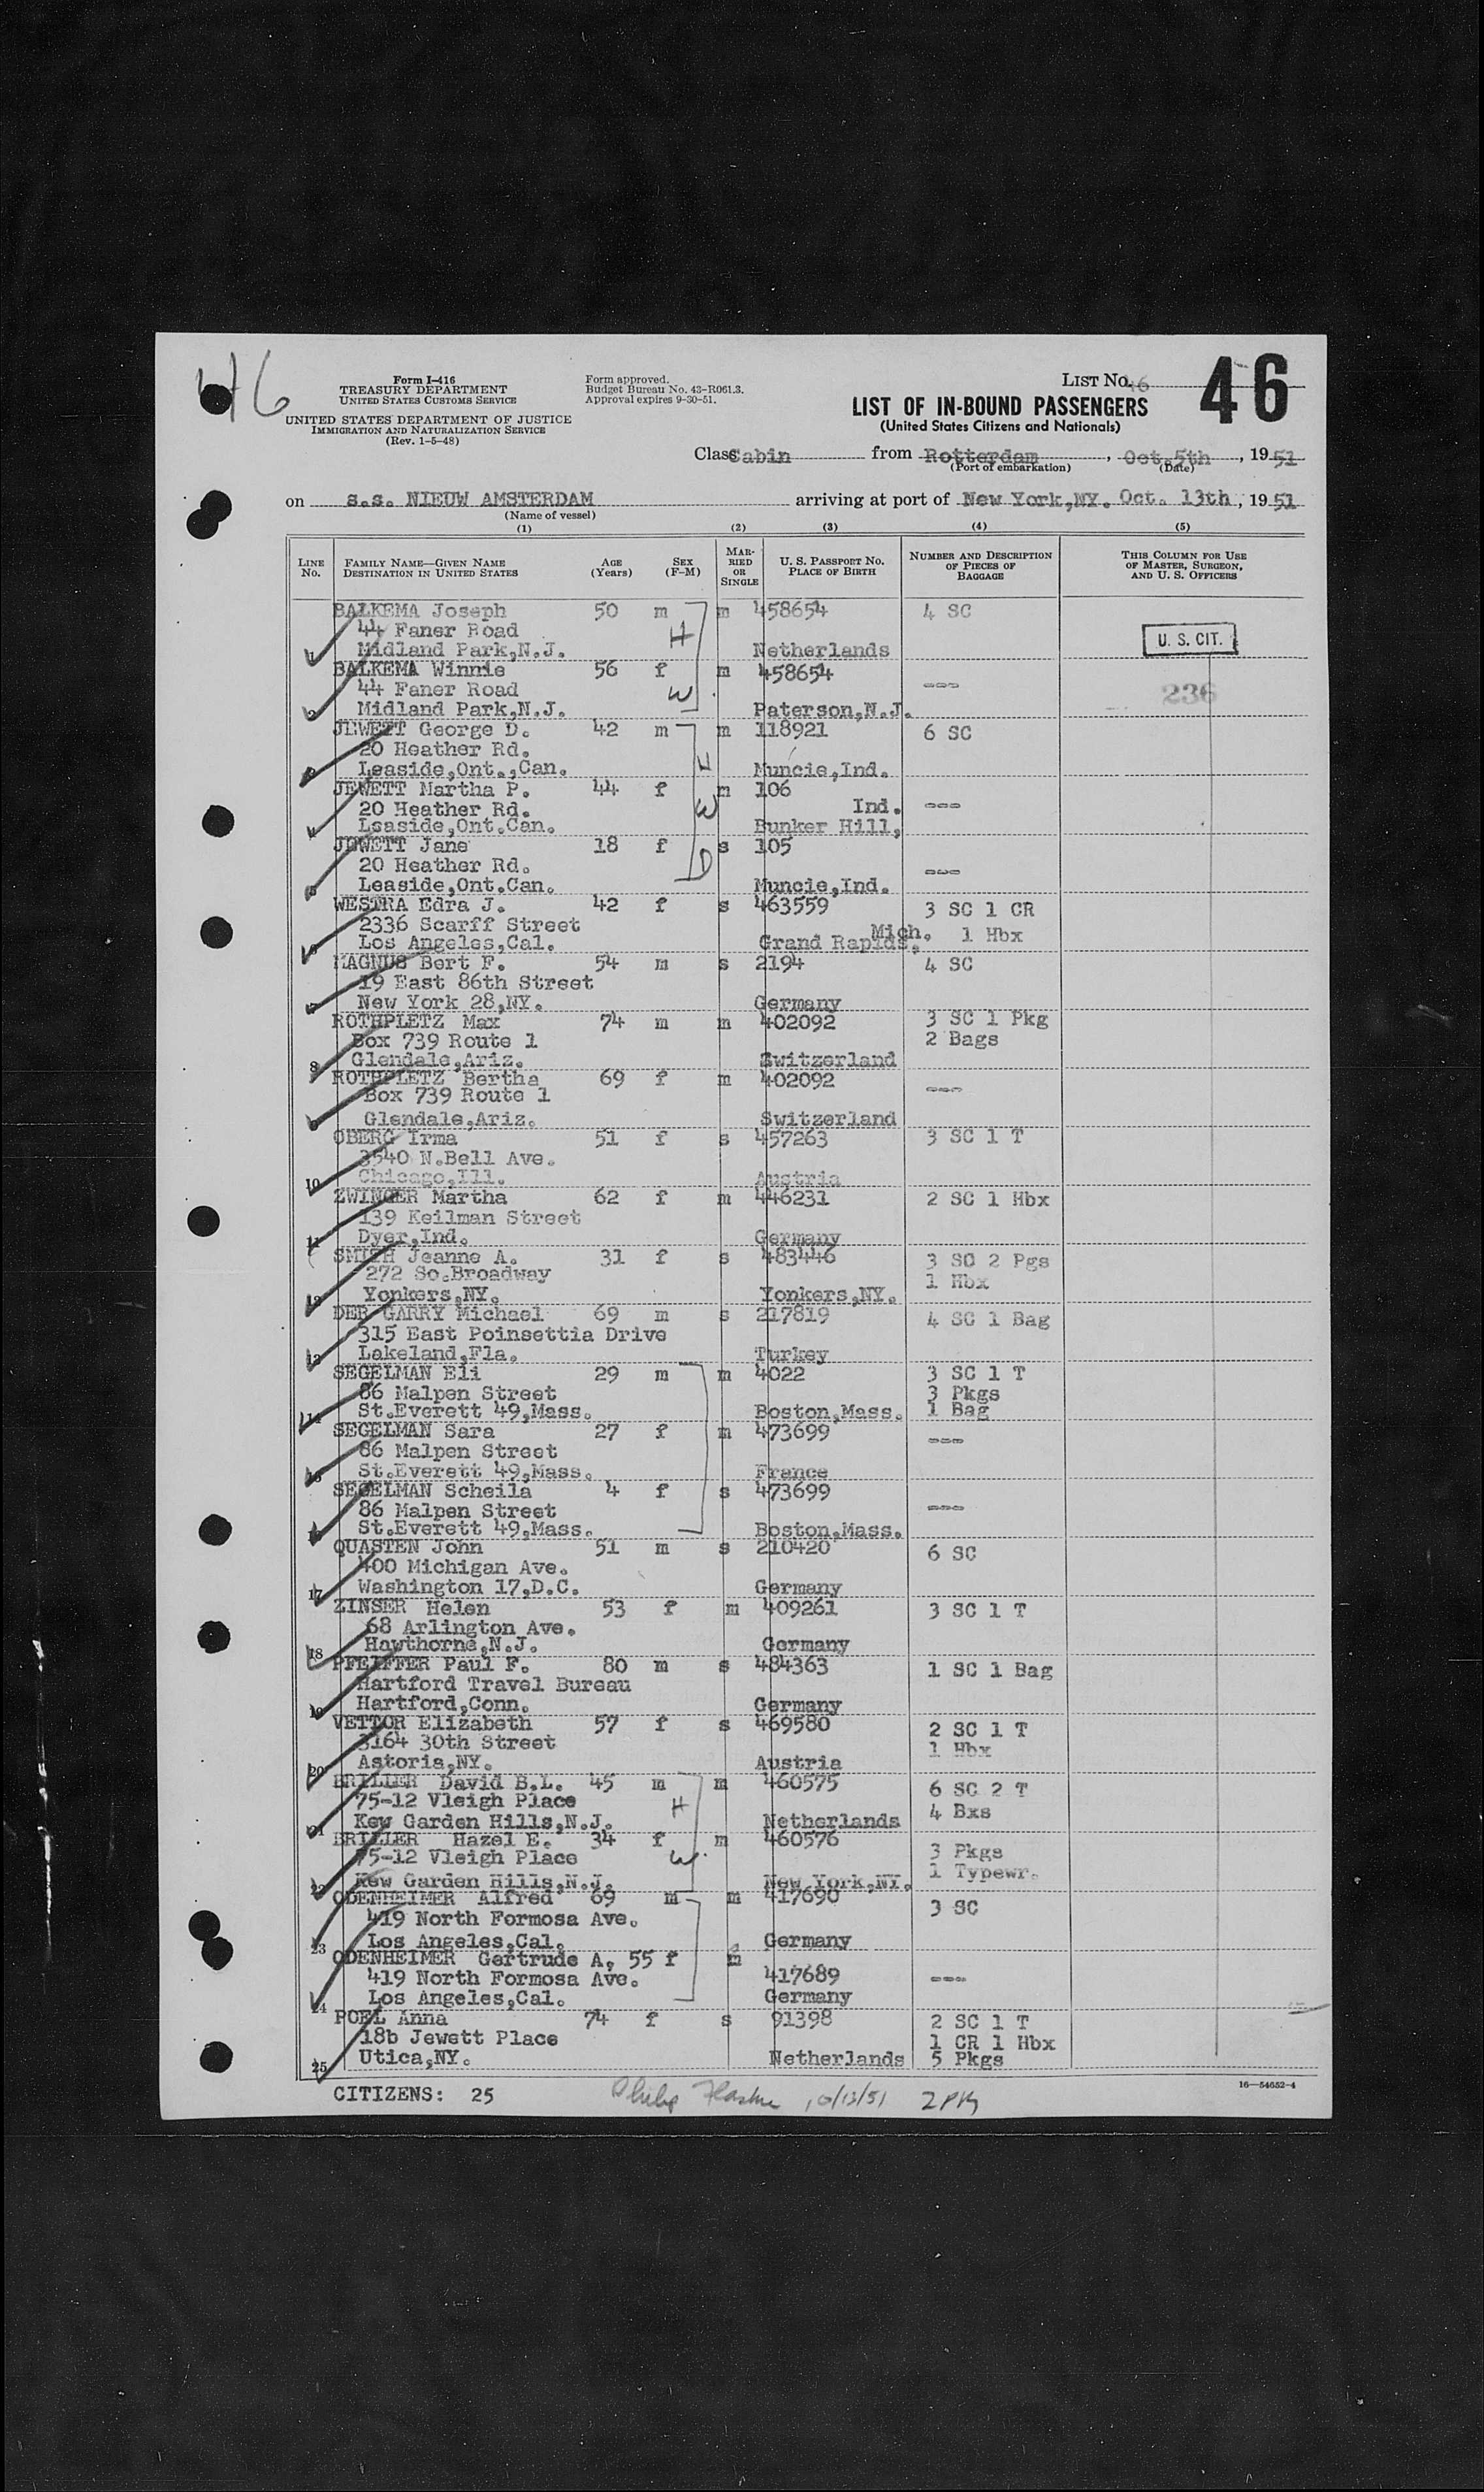 46
Form I-416
TREASURY DEPARTMENT
UNITED STATES CUSTOMS SERVICE
UNITED STATES DEPARTMENT OF JUSTICE
IMMIGRATION AND NATURALIZATION SERVICE
(Rev. 1-5-48)
Form approved.
Budget Bureau No. 43-R061.3.
Approval expires 9-30-51.
LIST No. 46
46
LIST OF IN-BOUND PASSENGERS
(United States Citizens and Nationals)
Class Cabin from Rotterdam, Oct.5th, 1951
(Port of embarkation) (Date)
on s.s. NIEUW AMSTERDAM arriving at port of New York,NY. Oct. 13th, 1951
(Name of vessel)
(1) (2) (3) (4) (5)
LINE No. FAMILY NAME—GIVEN NAME DESTINATION IN UNITED STATES AGE (Years) SEX (F-M) MARRIED OR SINGLE U. S. PASSPORT NO. PLACE OF BIRTH NUMBER AND DESCRIPTION OF PIECES OF BAGGAGE THIS COLUMN FOR USE OF MASTER, SURGEON, AND U. S. OFFICERS
BALKEMA Joseph 50 m m 458654 4 SC
44 Faner Road H
1 Midland Park,N.J. Netherlands U. S. CIT.
BALKEMA Winnie 56 f m 458654
44 Faner Road W. --- 236
2 Midland Park,N.J. Paterson,N.J.
JEWETT George D. 42 m m 118921 6 SC
20 Heather Rd. H
3 Leaside,Ont.,Can. Muncie,Ind.
JEWETT Martha P. 44 f m 106
20 Heather Rd. W Ind. ---
4 Leaside,Ont.Can. Bunker Hill,
JEWETT Jane 18 f s 105
20 Heather Rd. D ---
5 Leaside,Ont.Can. Muncie,Ind.
WESTRA Edra J. 42 f s 463559 3 SC 1 CR
2336 Scarff Street Mich. 1 Hbx
6 Los Angeles,Cal. Grand Rapids,
MAGNUS Bert F. 54 m s 2194 4 SC
19 East 86th Street
7 New York 28,NY. Germany
ROTHPLETZ Max 74 m m 402092 3 SC 1 Pkg
Box 739 Route 1 2 Bags
8 Glendale,Ariz. Switzerland
ROTHPLETZ Bertha 69 f m 402092 ---
Box 739 Route 1
9 Glendale,Ariz. Switzerland
OBERG Irma 51 f s 457263 3 SC 1 T
3540 N.Bell Ave.
10 Chicago,Ill. Austria
ZWINGER Martha 62 f m 446231 2 SC 1 Hbx
139 Keilman Street
11 Dyer,Ind. Germany
SMITH Jeanne A. 31 f s 483446 3 SC 2 Pgs
272 So.Broadway 1 Hbx
12 Yonkers,NY. Yonkers,NY.
DER GARRY Michael 69 m s 217819 4 SC 1 Bag
315 East Poinsettia Drive
13 Lakeland,Fla. Turkey
SEGELMAN Eli 29 m m 4022 3 SC 1 T
86 Malpen Street 3 Pkgs
14 St.Everett 49,Mass. Boston,Mass. 1 Bag
SEGELMAN Sara 27 f m 473699 ---
86 Malpen Street
15 St.Everett 49,Mass. France
SEGELMAN Scheila 4 f s 473699
86 Malpen Street ---
16 St.Everett 49,Mass. Boston,Mass.
QUASTEN John 51 m s 210420 6 SC
400 Michigan Ave.
17 Washington 17,D.C. Germany
ZINSER Helen 53 f m 409261 3 SC 1 T
68 Arlington Ave.
18 Hawthorne,N.J. Germany
PFEIFFER Paul F. 80 m s 484363 1 SC 1 Bag
Hartford Travel Bureau
19 Hartford,Conn. Germany
VETTOR Elizabeth 57 f s 469580 2 SC 1 T
3164 30th Street 1 Hbx
20 Astoria,NY. Austria
BRILLER David B.L. 45 m m 460575 6 SC 2 T
75-12 Vleigh Place H 4 Bxs
21 Kew Garden Hills,N.J. Netherlands
BRILLER Hazel E. 34 f m 460576 3 Pkgs
75-12 Vleigh Place W. 1 Typewr.
22 Kew Garden Hills,N.J. New York,NY.
ODENHEIMER Alfred 69 m m 417690 3 SC
419 North Formosa Ave.
23 Los Angeles,Cal. Germany
ODENHEIMER Gertrude A. 55 f m
419 North Formosa Ave. 417689 ---
24 Los Angeles,Cal. Germany
POEL Anna 74 f s 91398 2 SC 1 T
18b Jewett Place 1 CR 1 Hbx
25 Utica,NY. Netherlands 5 Pkgs
CITIZENS: 25 Philip 10/13/51
16—54652-4